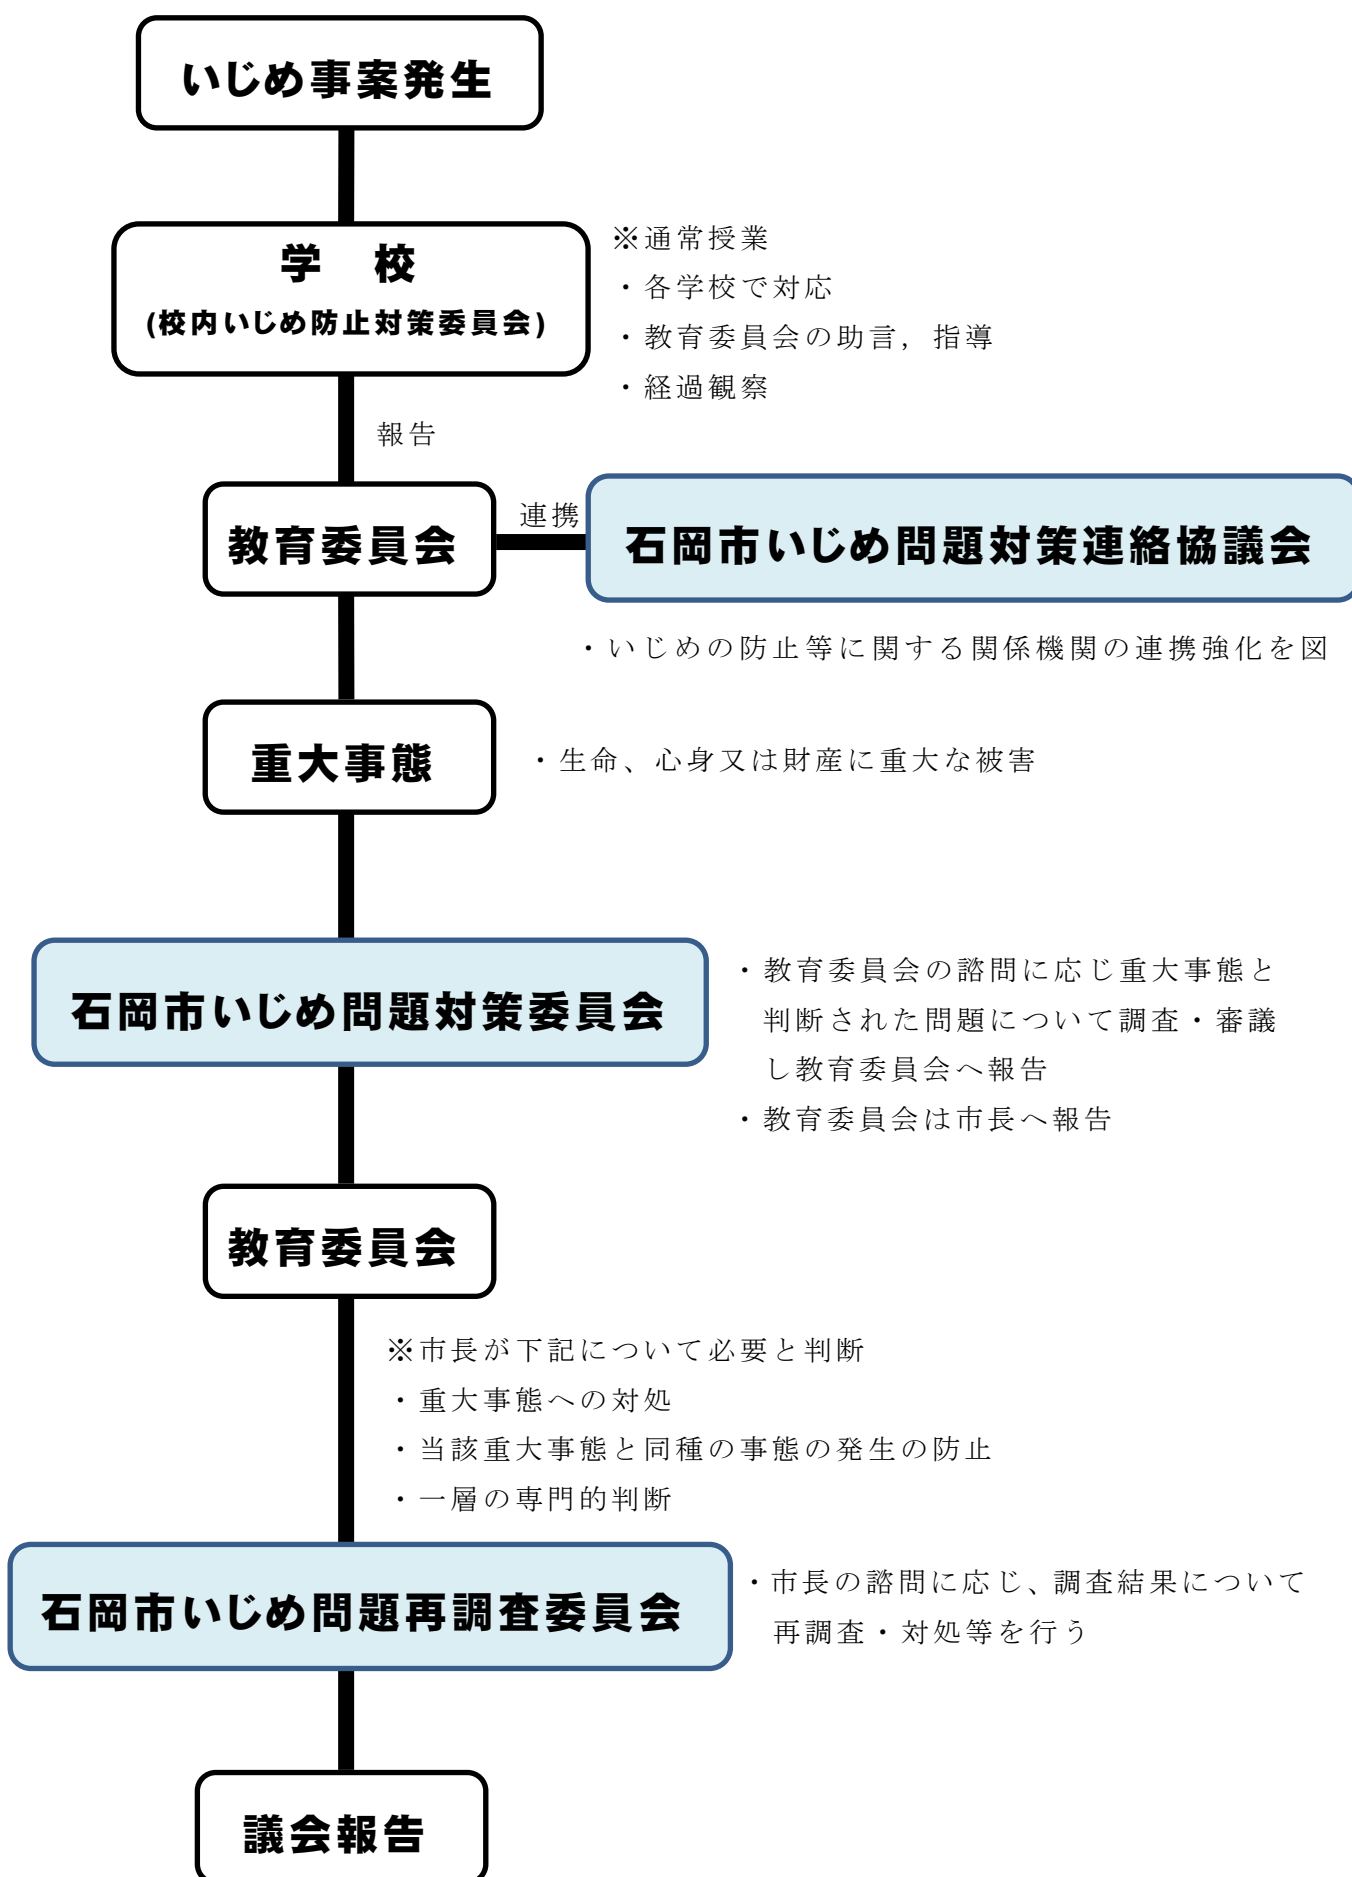 いじめ事案発生
学　校
(校内いじめ防止対策委員会)
※通常授業
・各学校で対応
・教育委員会の助言，指導
・経過観察
報告
教育委員会
連携
石岡市いじめ問題対策連絡協議会
・いじめの防止等に関する関係機関の連携強化を図
重大事態
・生命、心身又は財産に重大な被害
石岡市いじめ問題対策委員会
・教育委員会の諮問に応じ重大事態と
判断された問題について調査・審議
し教育委員会へ報告
・教育委員会は市長へ報告
教育委員会
※市長が下記について必要と判断
・重大事態への対処
・当該重大事態と同種の事態の発生の防止
・一層の専門的判断
石岡市いじめ問題再調査委員会
・市長の諮問に応じ、調査結果について
再調査・対処等を行う
議会報告